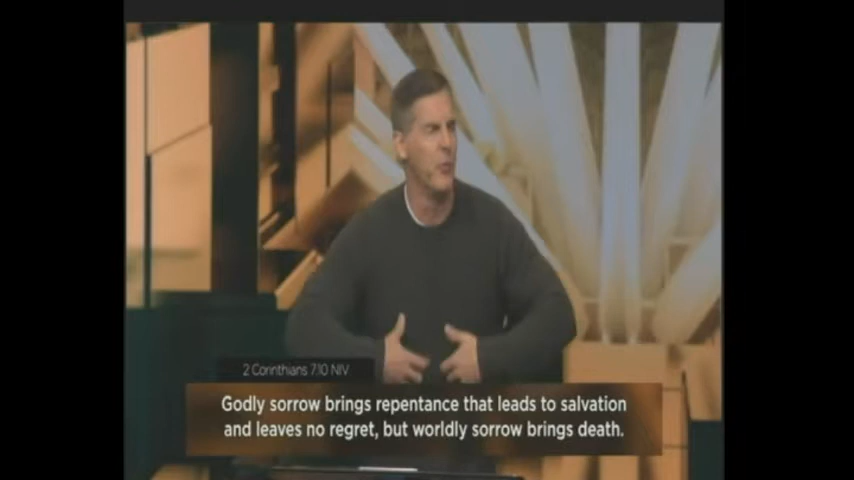 2 Corinthians 7:10 NIV
Godly sorrow brings repentance that leads to salvation
and leaves no regret, but worldly sorrow brings death.